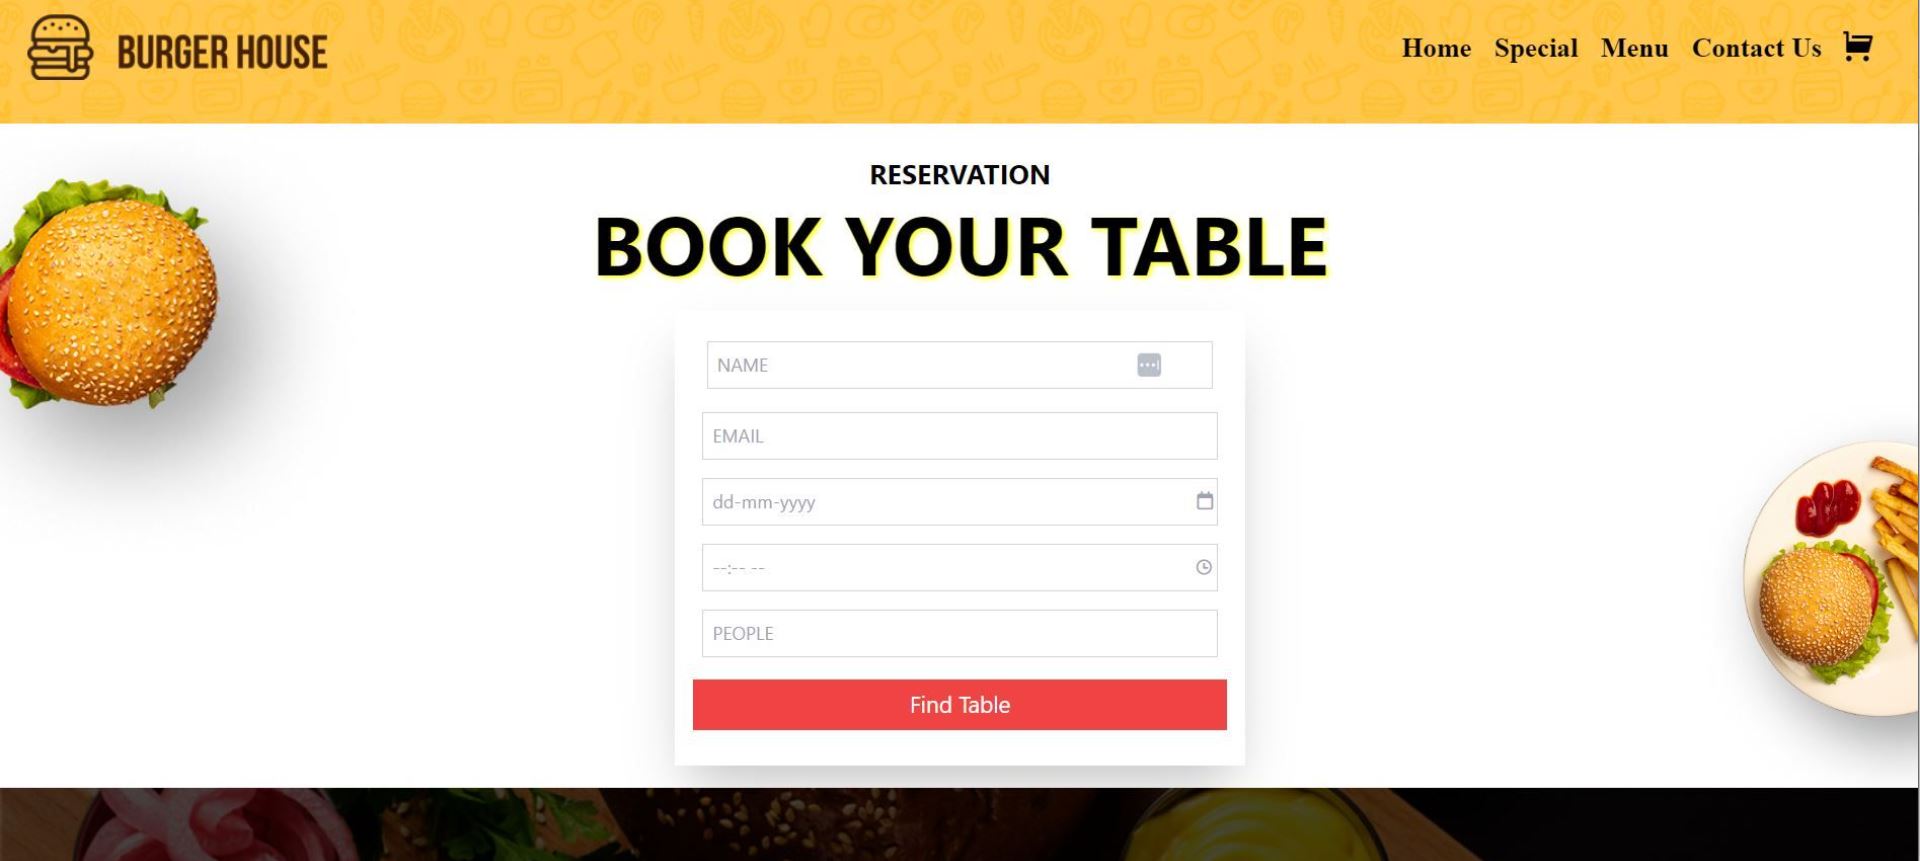 BURGER HOUSE
Home Special Menu Contact Us
RESERVATION
BOOK YOUR TABLE
NAME
EMAIL
dd-mm-yyyy
--:-- --
PEOPLE
Find Table